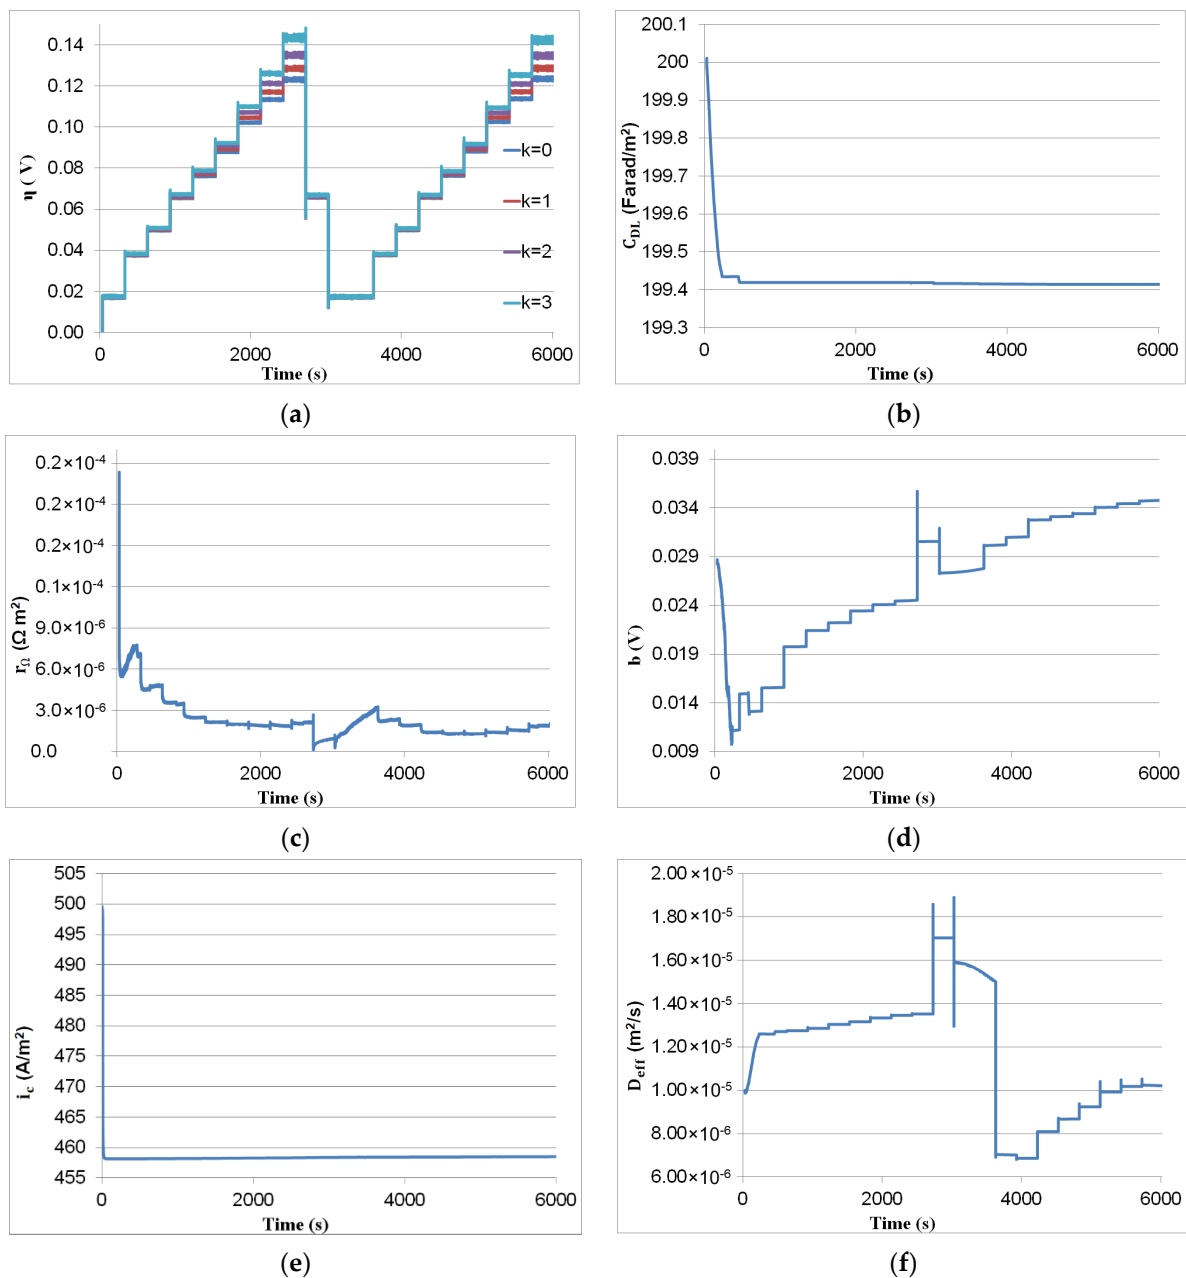 0.14
0.12
0.10
0.08
0.06
0.04
0.02
0.00
η ( V)
k=0
k=1
k=2
k=3
0 2000 4000 6000
Time (s)
(a)
200.1
200
199.9
199.8
199.7
199.6
199.5
199.4
199.3
C_DL (Farad/m²)
0 2000 4000 6000
Time (s)
(b)
0.2×10⁻⁴
0.2×10⁻⁴
0.2×10⁻⁴
0.1×10⁻⁴
9.0×10⁻⁶
6.0×10⁻⁶
3.0×10⁻⁶
0.0
r_Ω (Ω m²)
0 2000 4000 6000
Time (s)
(c)
0.039
0.034
0.029
0.024
0.019
0.014
0.009
b (V)
0 2000 4000 6000
Time (s)
(d)
505
500
495
490
485
480
475
470
465
460
455
i_c (A/m²)
0 2000 4000 6000
Time (s)
(e)
2.00 ×10⁻⁵
1.80 ×10⁻⁵
1.60 ×10⁻⁵
1.40 ×10⁻⁵
1.20 ×10⁻⁵
1.00 ×10⁻⁵
8.00 ×10⁻⁶
6.00 ×10⁻⁶
D_eff (m²/s)
0 2000 4000 6000
Time (s)
(f)